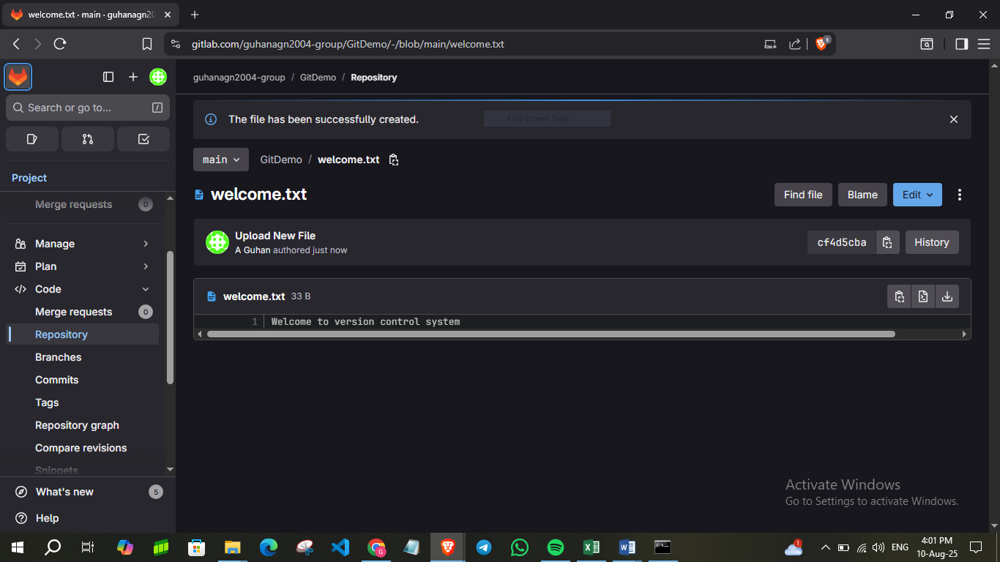 welcome.txt · main · guhanagn20
gitlab.com/guhanagn2004-group/GitDemo/-/blob/main/welcome.txt
3
guhanagn2004-group / GitDemo / Repository
Search or go to...
/
The file has been successfully created.
Full-screen Snip
Project
main
GitDemo / welcome.txt
welcome.txt
Find file
Blame
Edit
Merge requests
0
Manage
Plan
Code
Merge requests
0
Repository
Branches
Commits
Tags
Repository graph
Compare revisions
Snippets
What's new
5
Help
Upload New File
A Guhan authored just now
cf4d5cba
History
welcome.txt 33 B
1 Welcome to version control system
Activate Windows
Go to Settings to activate Windows.
G
1
ENG
4:01 PM
10-Aug-25